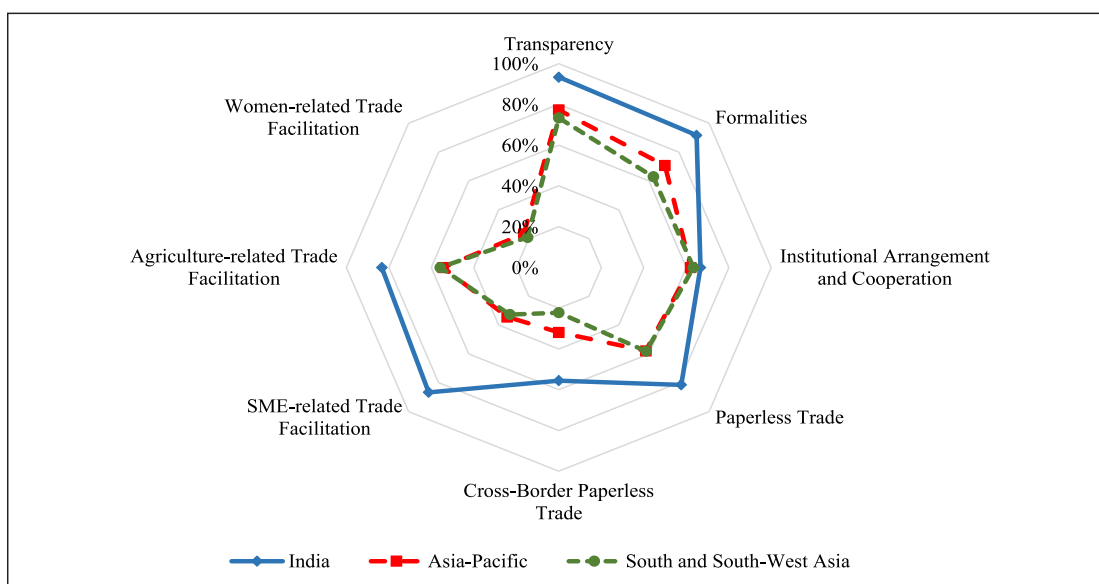 Transparency
100%
80%
60%
40%
20%
0%
Women-related Trade
Facilitation
Formalities
Agriculture-related Trade
Facilitation
Institutional Arrangement
and Cooperation
SME-related Trade
Facilitation
Paperless Trade
Cross-Border Paperless
Trade
India
Asia-Pacific
South and South-West Asia